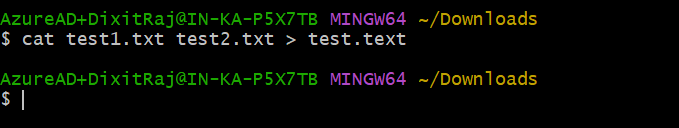 AzureAD+DixitRaj@IN-KA-P5X7TB MINGW64 ~/Downloads
$ cat test1.txt test2.txt > test.text
AzureAD+DixitRaj@IN-KA-P5X7TB MINGW64 ~/Downloads
$